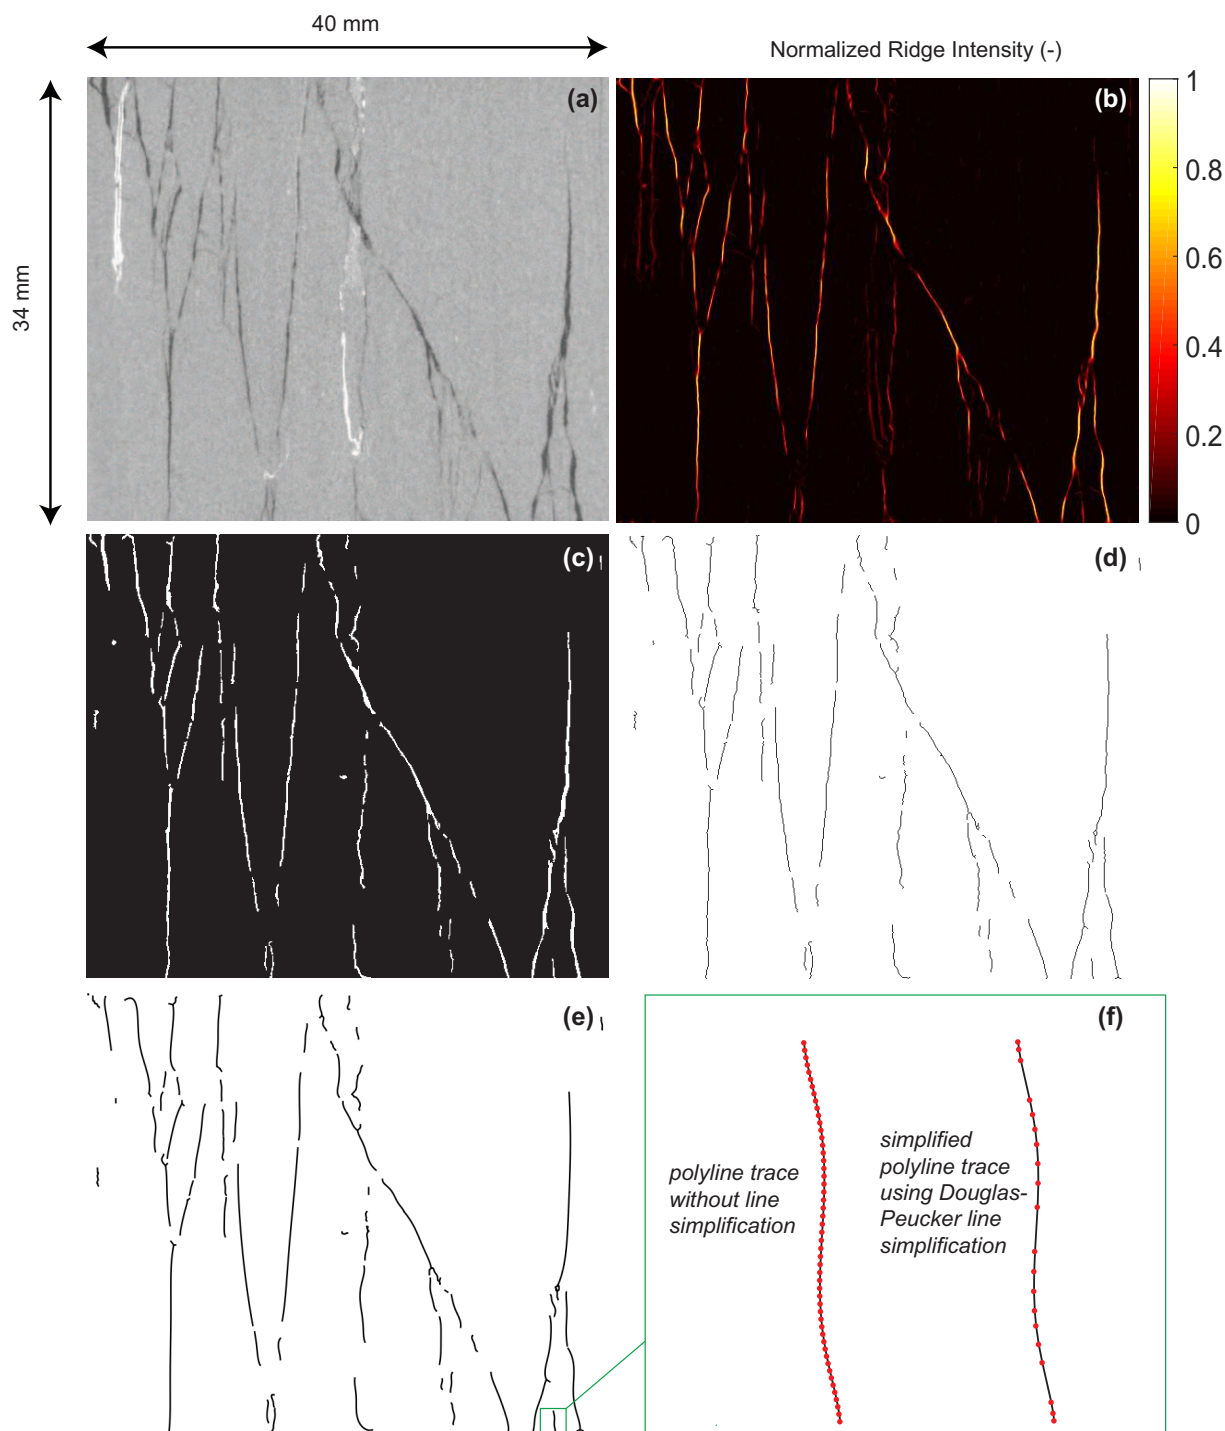 40 mm
Normalized Ridge Intensity (-)
34 mm
(a)
(b)
1
0.8
0.6
0.4
0.2
0
(c)
(d)
(e)
(f)
polyline trace
without line
simplification
simplified
polyline trace
using Douglas-
Peucker line
simplification